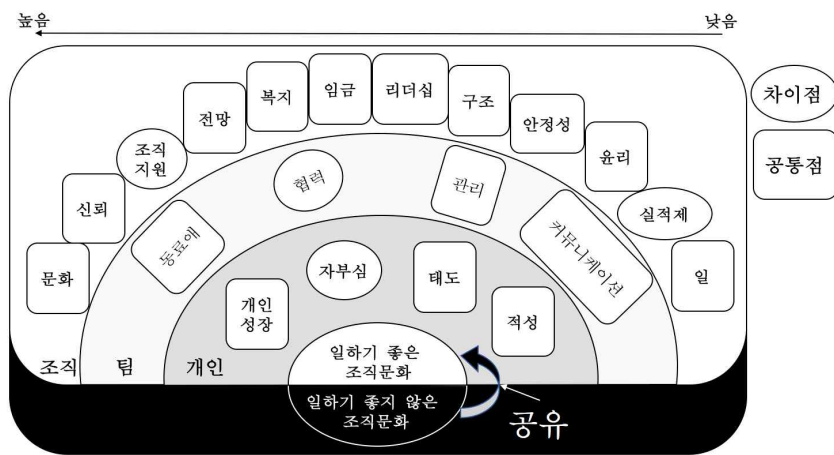 높음
낮음
차이점
공통점
문화
신뢰
조직
지원
전망
복지
임금
리더십
구조
안정성
윤리
실적제
일
동료애
협력
관리
커뮤니케이션
개인
성장
자부심
태도
적성
조직
팀
개인
일하기 좋은
조직문화
일하기 좋지 않은
조직문화
공유